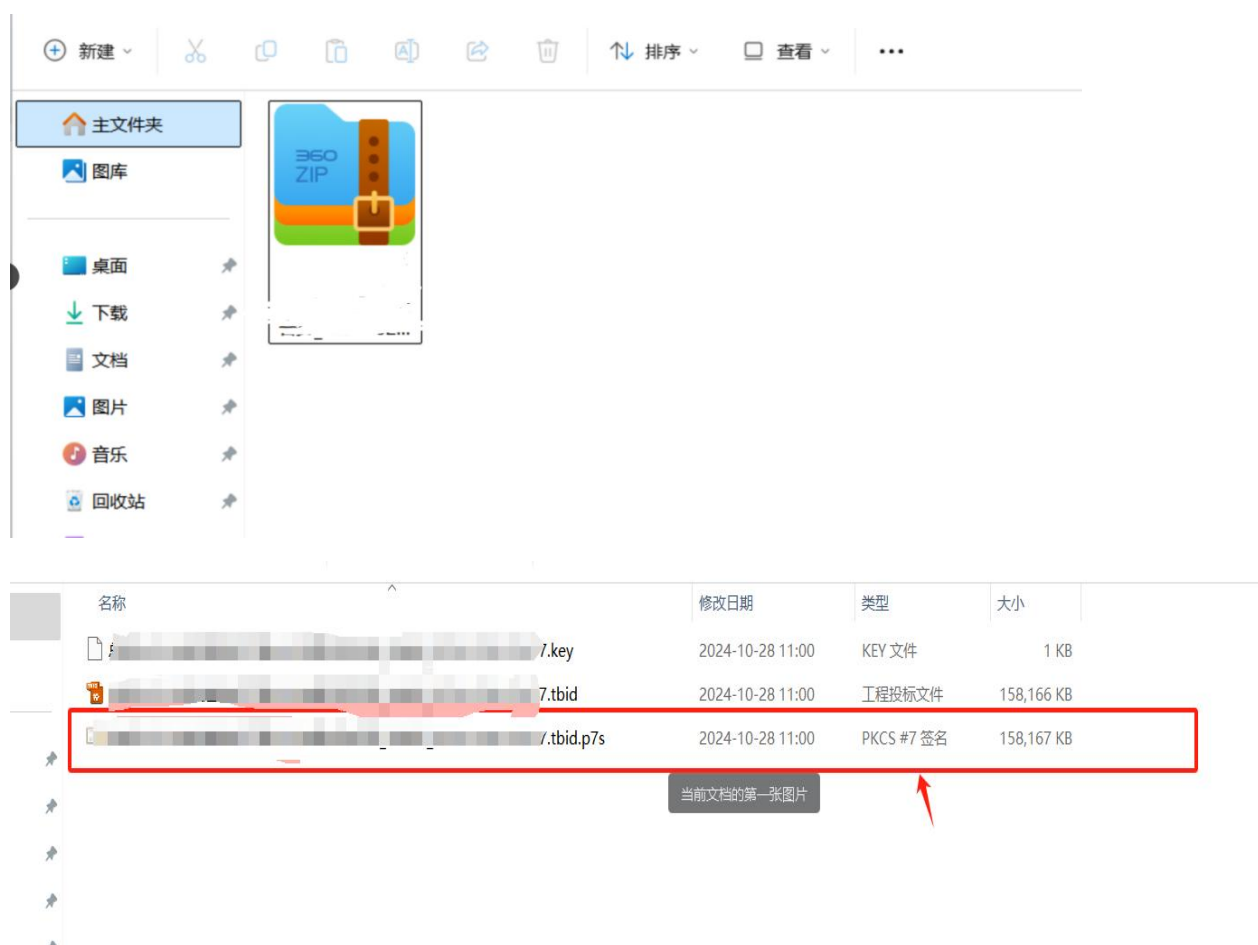 新建 排序 查看
主文件夹
图库
360
ZIP
桌面
下载
文档
图片
音乐
回收站
名称 修改日期 类型 大小
7.key 2024-10-28 11:00 KEY 文件 1 KB
7.tbid 2024-10-28 11:00 工程投标文件 158,166 KB
7.tbid.p7s 2024-10-28 11:00 PKCS #7 签名 158,167 KB
当前文档的第一张图片